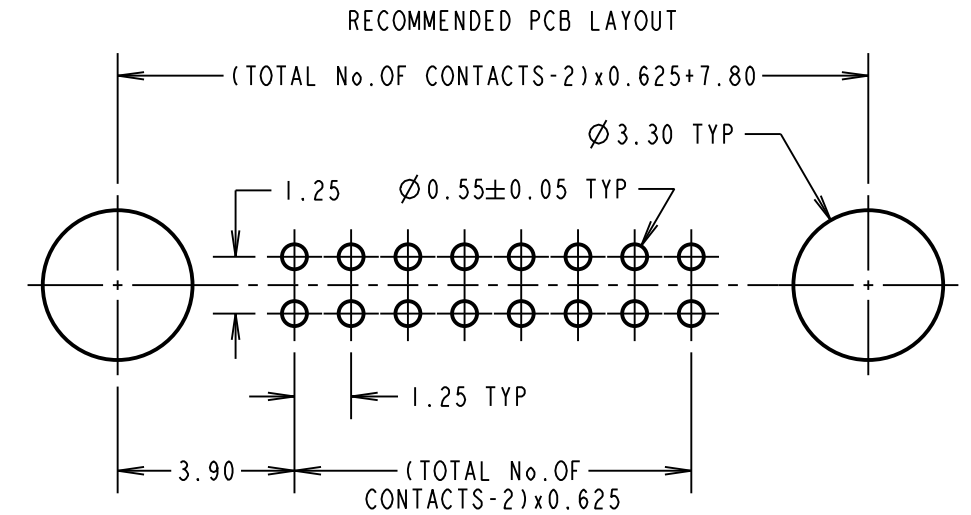 RECOMMENDED PCB LAYOUT
(TOTAL No.OF CONTACTS-2)x0.625+7.80
Ø3.30 TYP
1.25
Ø0.55±0.05 TYP
1.25 TYP
3.90
(TOTAL No.OF
CONTACTS-2)x0.625